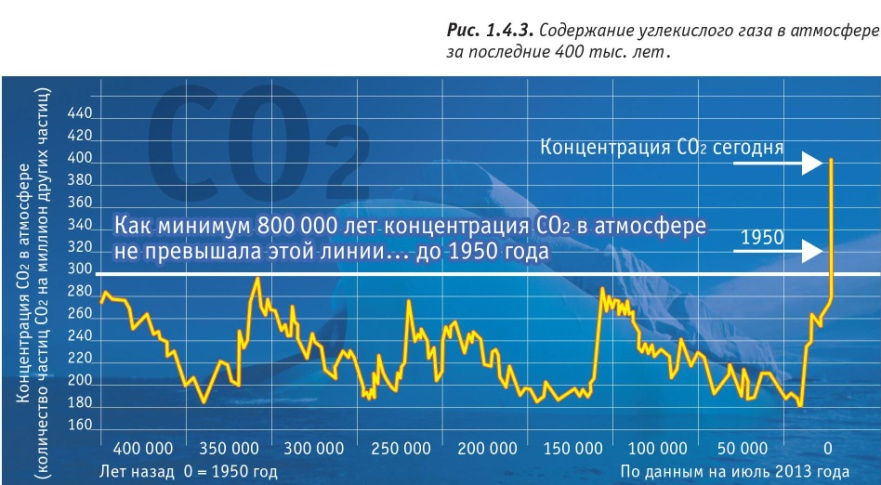 Рис. 1.4.3. Содержание углекислого газа в атмосфере
за последние 400 тыс. лет.
CO2
Концентрация CO2 в атмосфере
(количество частиц CO2 на миллион других частиц)
440
420
400
380
360
340
320
300
280
260
240
220
200
180
160
Концентрация CO2 сегодня
Как минимум 800 000 лет концентрация CO2 в атмосфере
не превышала этой линии... до 1950 года
1950
400 000 350 000 300 000 250 000 200 000 150 000 100 000 50 000 0
Лет назад 0 = 1950 год
По данным на июль 2013 года